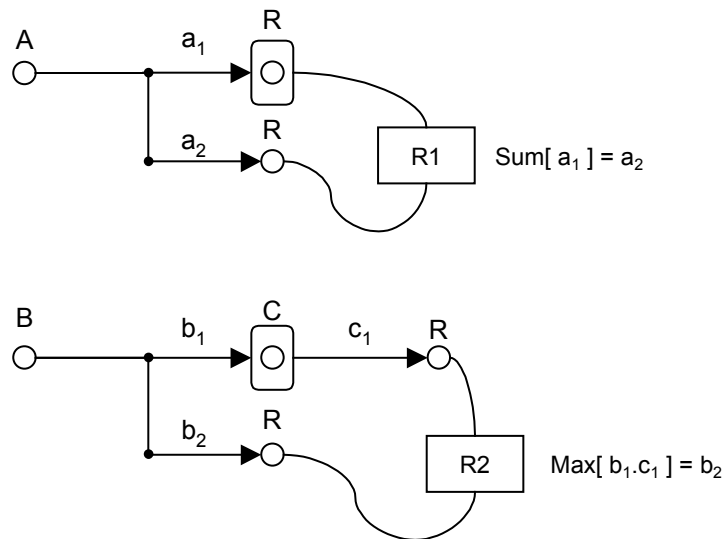 R
A
a₁
R
a₂
R1
Sum[ a₁ ] = a₂
C
B
b₁
c₁
R
R
b₂
R2
Max[ b₁.c₁ ] = b₂